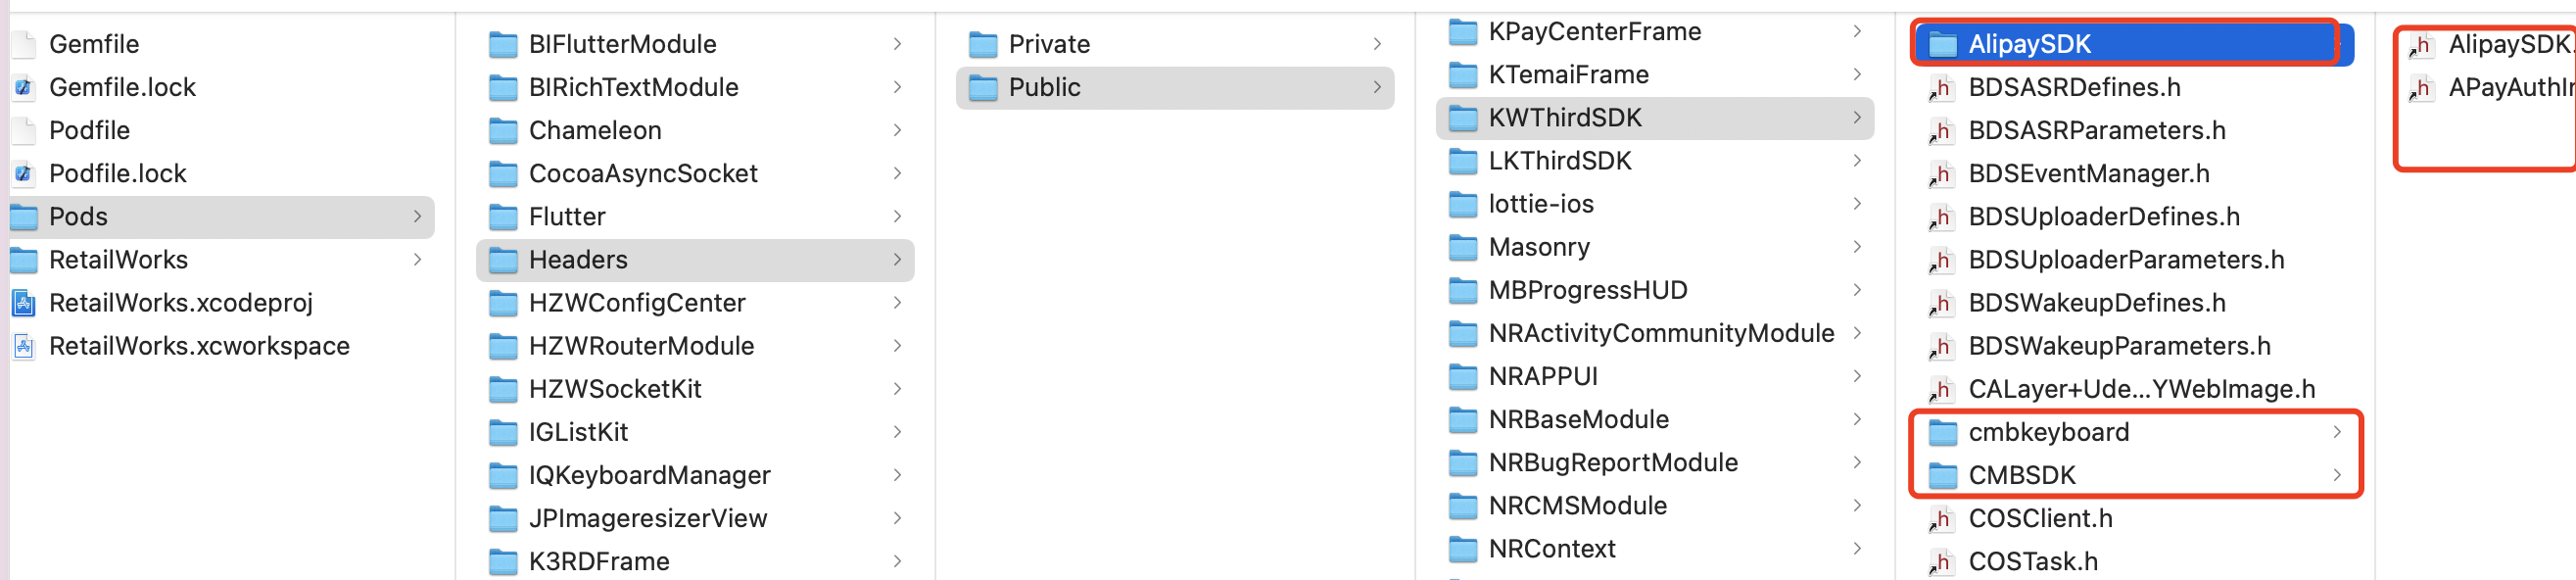 Gemfile
Gemfile.lock
Podfile
Podfile.lock
Pods
RetailWorks
RetailWorks.xcodeproj
RetailWorks.xcworkspace
BIFlutterModule
BIRichTextModule
Chameleon
CocoaAsyncSocket
Flutter
Headers
HZWConfigCenter
HZWRouterModule
HZWSocketKit
IGListKit
IQKeyboardManager
JPImageresizerView
K3RDFrame
Private
Public
KPayCenterFrame
KTemaiFrame
KWThirdSDK
LKThirdSDK
lottie-ios
Masonry
MBProgressHUD
NRActivityCommunityModule
NRAPPUI
NRBaseModule
NRBugReportModule
NRCMSModule
NRContext
AlipaySDK
BDSASRDefines.h
BDSASRParameters.h
BDSEventManager.h
BDSUploaderDefines.h
BDSUploaderParameters.h
BDSWakeupDefines.h
BDSWakeupParameters.h
CALayer+Ude...YWebImage.h
cmbkeyboard
CMBSDK
COSClient.h
COSTask.h
AlipaySDK.
APayAuthIn